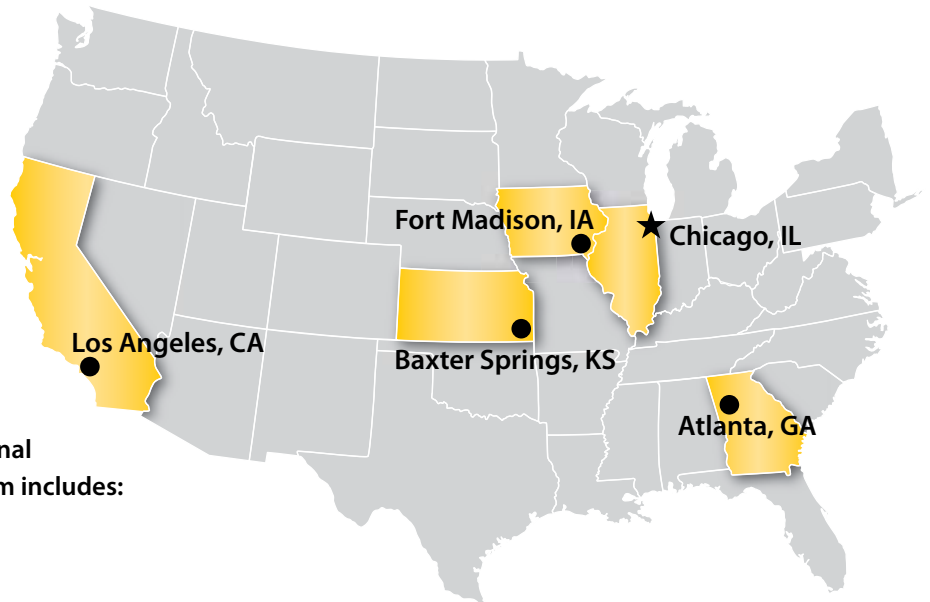 Fort Madison, IA
Chicago, IL
Los Angeles, CA
Baxter Springs, KS
Atlanta, GA
nal
m includes: